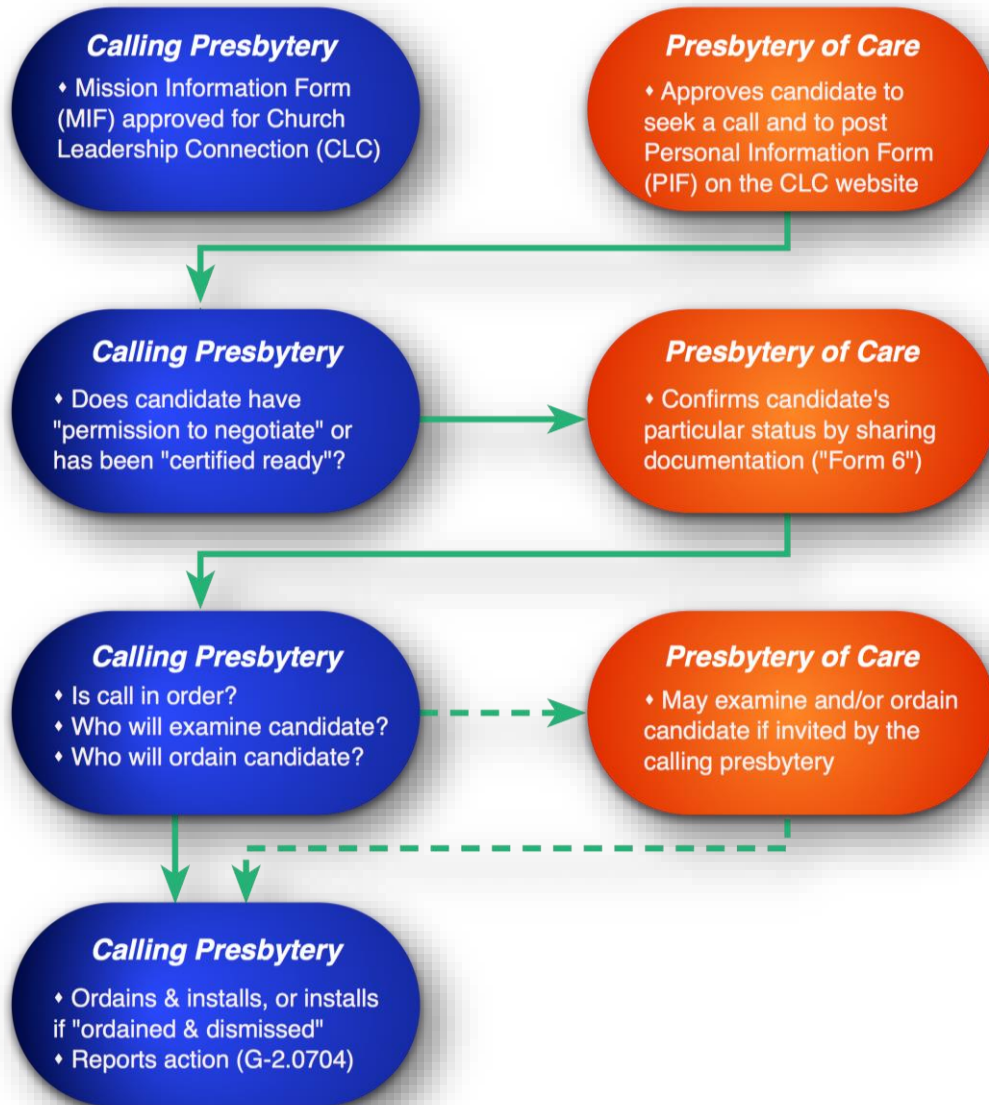 Calling Presbytery
⬧ Mission Information Form
(MIF) approved for Church
Leadership Connection (CLC)
Presbytery of Care
⬧ Approves candidate to
seek a call and to post
Personal Information Form
(PIF) on the CLC website
Calling Presbytery
⬧ Does candidate have
"permission to negotiate" or
has been "certified ready"?
Presbytery of Care
⬧ Confirms candidate's
particular status by sharing
documentation ("Form 6")
Calling Presbytery
⬧ Is call in order?
⬧ Who will examine candidate?
⬧ Who will ordain candidate?
Presbytery of Care
⬧ May examine and/or ordain
candidate if invited by the
calling presbytery
Calling Presbytery
⬧ Ordains & installs, or installs
if "ordained & dismissed"
⬧ Reports action (G-2.0704)